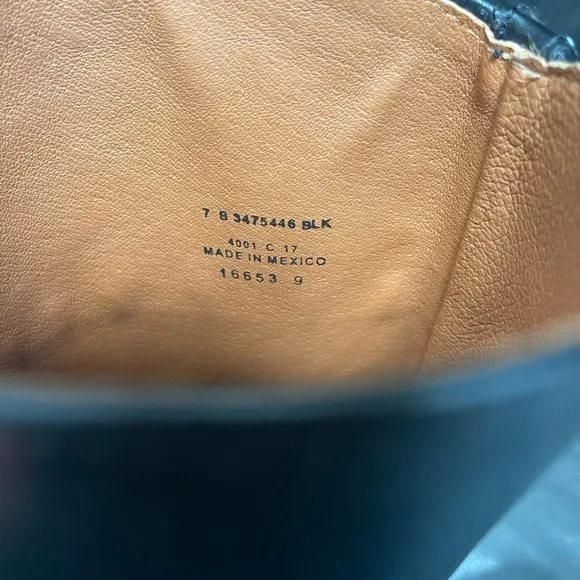 7 B 3475446 BLK
4001 C 17
MADE IN MEXICO
16653 9